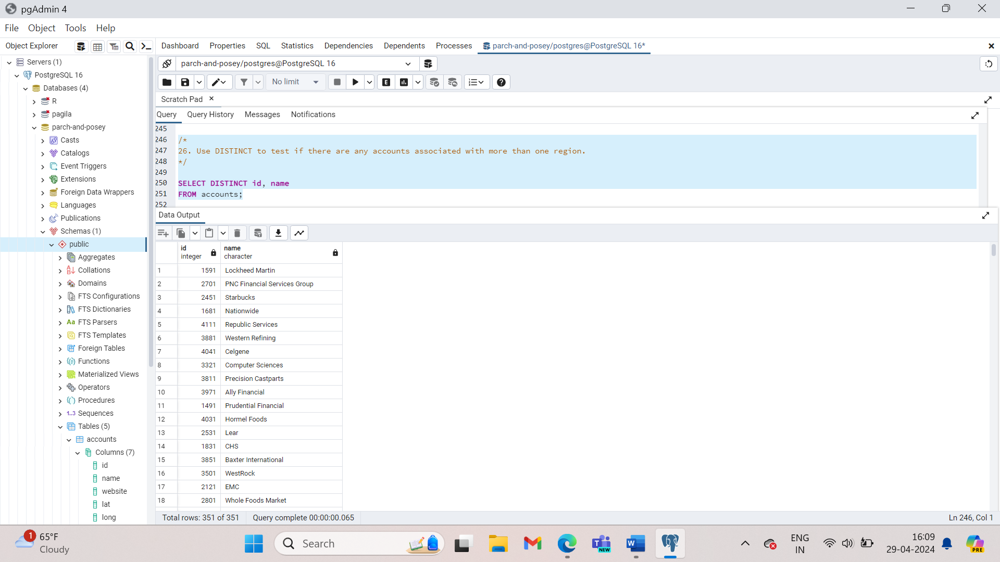 pgAdmin 4
File Object Tools Help
Object Explorer
Dashboard Properties SQL Statistics Dependencies Dependents Processes parch-and-posey/postgres@PostgreSQL 16*
Servers (1)
PostgreSQL 16
Databases (4)
R
pagila
parch-and-posey
Casts
Catalogs
Event Triggers
Extensions
Foreign Data Wrappers
Languages
Publications
Schemas (1)
public
Aggregates
Collations
Domains
FTS Configurations
FTS Dictionaries
Aa FTS Parsers
FTS Templates
Foreign Tables
Functions
Materialized Views
Operators
Procedures
1..3 Sequences
Tables (5)
accounts
Columns (7)
id
name
website
lat
long
parch-and-posey/postgres@PostgreSQL 16
No limit
E
Scratch Pad
Query Query History Messages Notifications
245
246 /*
247 26. Use DISTINCT to test if there are any accounts associated with more than one region.
248 */
249
250 SELECT DISTINCT id, name
251 FROM accounts;
252
Data Output
id name
integer character
1 1591 Lockheed Martin
2 2701 PNC Financial Services Group
3 2451 Starbucks
4 1681 Nationwide
5 4111 Republic Services
6 3881 Western Refining
7 4041 Celgene
8 3321 Computer Sciences
9 3811 Precision Castparts
10 3971 Ally Financial
11 1491 Prudential Financial
12 4031 Hormel Foods
13 2531 Lear
14 1831 CHS
15 3851 Baxter International
16 3501 WestRock
17 2121 EMC
18 2801 Whole Foods Market
Total rows: 351 of 351 Query complete 00:00:00.065 Ln 246, Col 1
1 65°F
Cloudy
Search
NEW
W
ENG
IN
16:09
29-04-2024
PRE